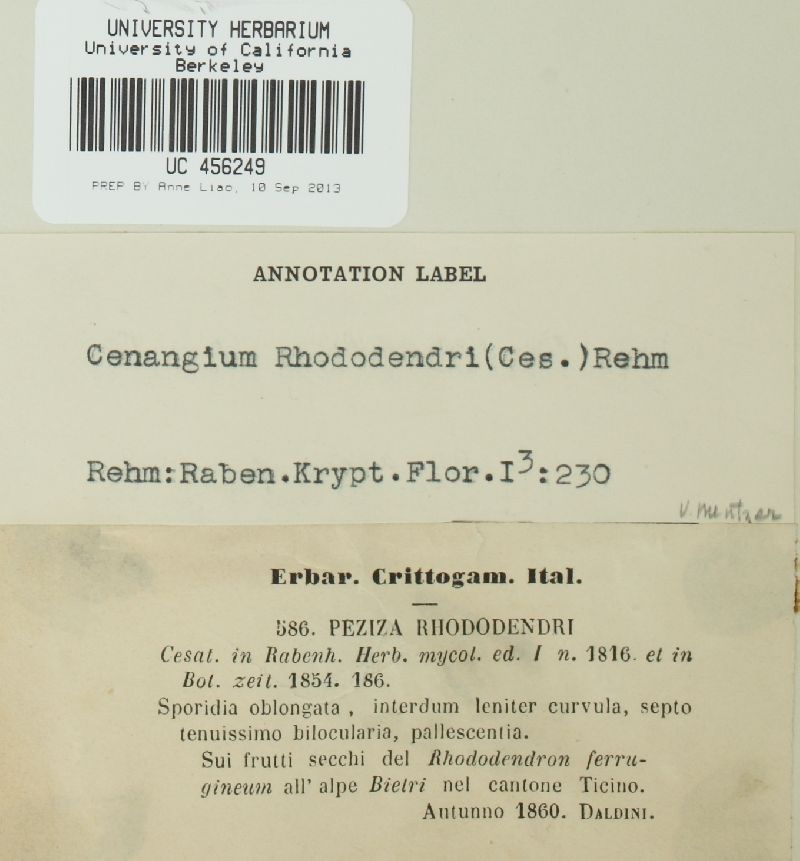 UNIVERSITY HERBARIUM
University of California
Berkeley
UC 456249
PREP BY Anne Liao, 10 Sep 2013
ANNOTATION LABEL
Cenangium Rhododendri(Ces.)Rehm
Rehm:Raben.Krypt.Flor.I³:230
V. Mentzer
Erbar. Crittogam. Ital.
586. PEZIZA RHODODENDRI
Cesat. in Rabenh. Herb. mycol. ed. I n. 1816. et in
Bot. zeit. 1854. 186.
Sporidia oblongata, interdum leniter curvula, septo
tenuissimo bilocularia, pallescentia.
Sui frutti secchi del Rhododendron ferru-
gineum all' alpe Bietri nel cantone Ticino.
Autunno 1860. DALDINI.